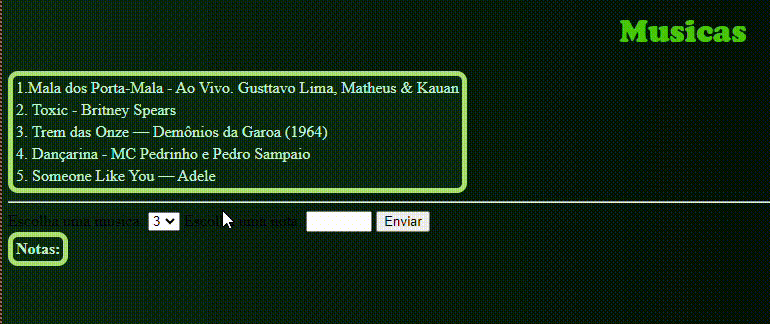 Musicas
1.Mala dos Porta-Mala - Ao Vivo. Gusttavo Lima, Matheus & Kauan
2. Toxic - Britney Spears
3. Trem das Onze — Demônios da Garoa (1964)
4. Dançarina - MC Pedrinho e Pedro Sampaio
5. Someone Like You — Adele
Escolha uma musica: 3 Escolha uma nota: Enviar
Notas: